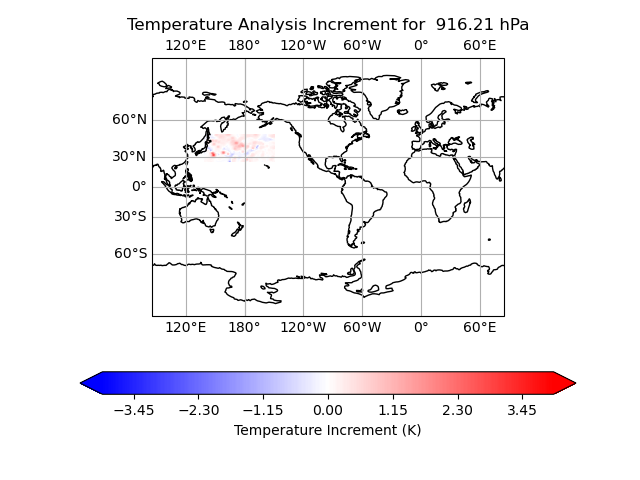 Temperature Analysis Increment for  916.21 hPa
120°E 180° 120°W 60°W 0° 60°E
60°N
30°N
0°
30°S
60°S
120°E 180° 120°W 60°W 0° 60°E
−3.45 −2.30 −1.15 0.00 1.15 2.30 3.45
Temperature Increment (K)